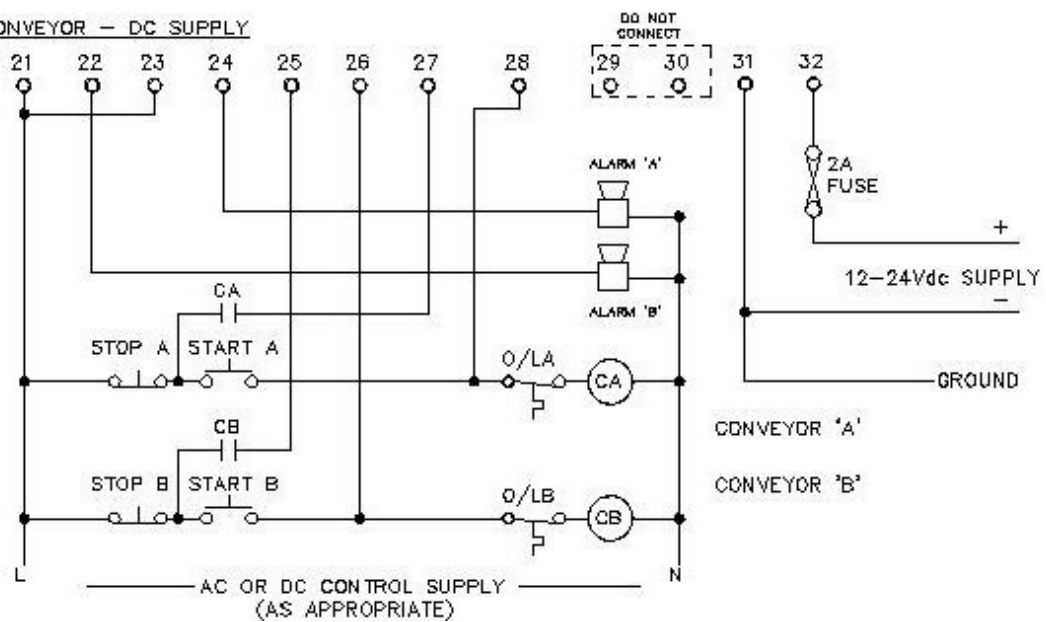 ONVEYOR – DC SUPPLY
DO NOT
CONNECT
21 22 23 24 25 26 27 28 29 30 31 32
ALARM 'A'
2A
FUSE
+
12–24Vdc SUPPLY
–
CA
ALARM 'B'
STOP A START A O/LA CA
GROUND
CONVEYOR 'A'
CB
STOP B START B O/LB CB
CONVEYOR 'B'
L N
AC OR DC CONTROL SUPPLY
(AS APPROPRIATE)